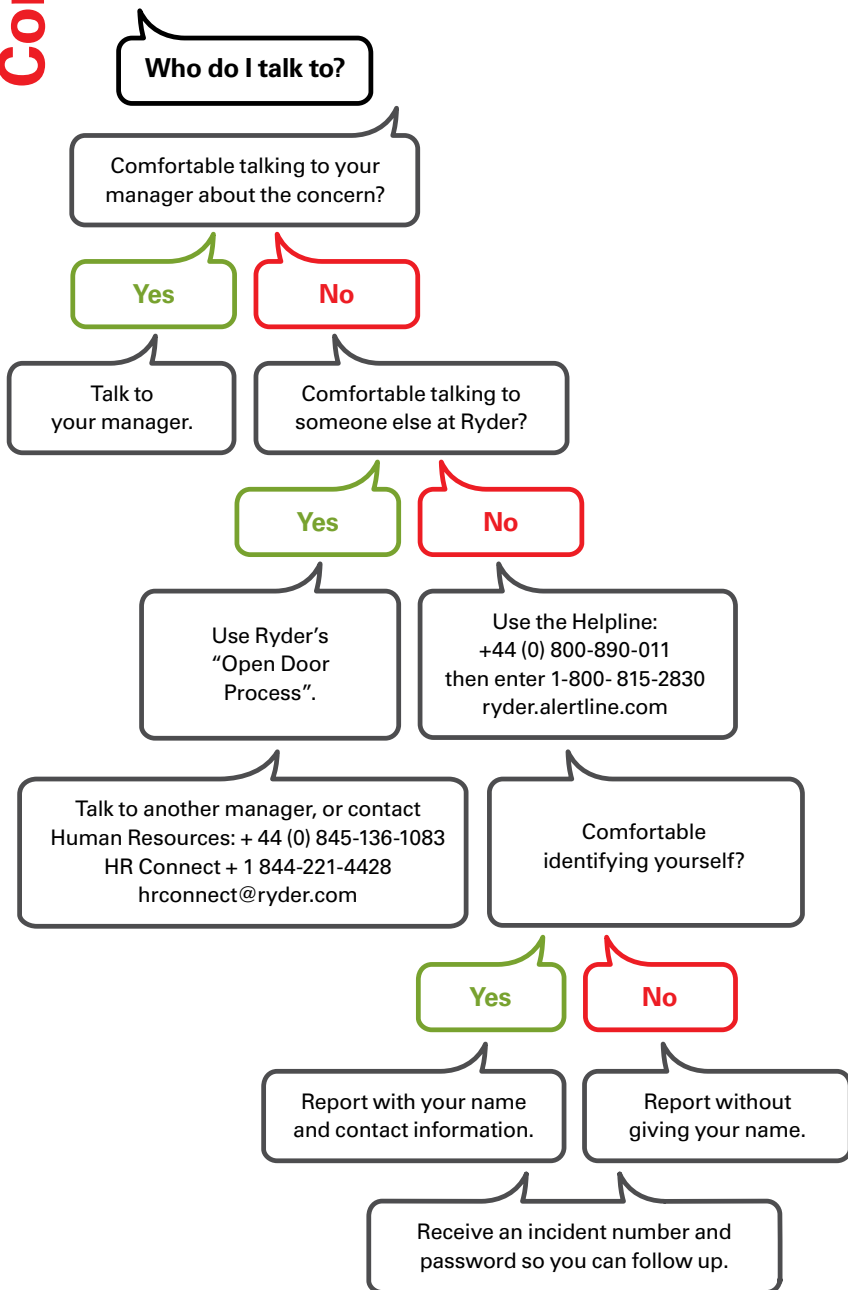 Co
Who do I talk to?
Comfortable talking to your
manager about the concern?
Yes
No
Talk to
your manager.
Comfortable talking to
someone else at Ryder?
Yes
No
Use Ryder's
“Open Door
Process”.
Use the Helpline:
+44 (0) 800-890-011
then enter 1-800- 815-2830
ryder.alertline.com
Talk to another manager, or contact
Human Resources: + 44 (0) 845-136-1083
HR Connect + 1 844-221-4428
hrconnect@ryder.com
Comfortable
identifying yourself?
Yes
No
Report with your name
and contact information.
Report without
giving your name.
Receive an incident number and
password so you can follow up.